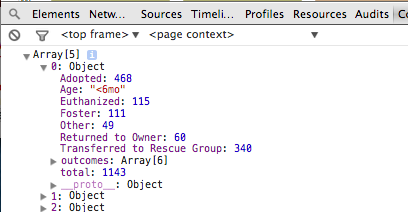 Elements Netw... Sources Timeli... Profiles Resources Audits Co
<top frame> <page context>
Array[5] i
0: Object
Adopted: 468
Age: "<6mo"
Euthanized: 115
Foster: 111
Other: 49
Returned to Owner: 60
Transferred to Rescue Group: 340
outcomes: Array[6]
total: 1143
__proto__: Object
1: Object
2: Object